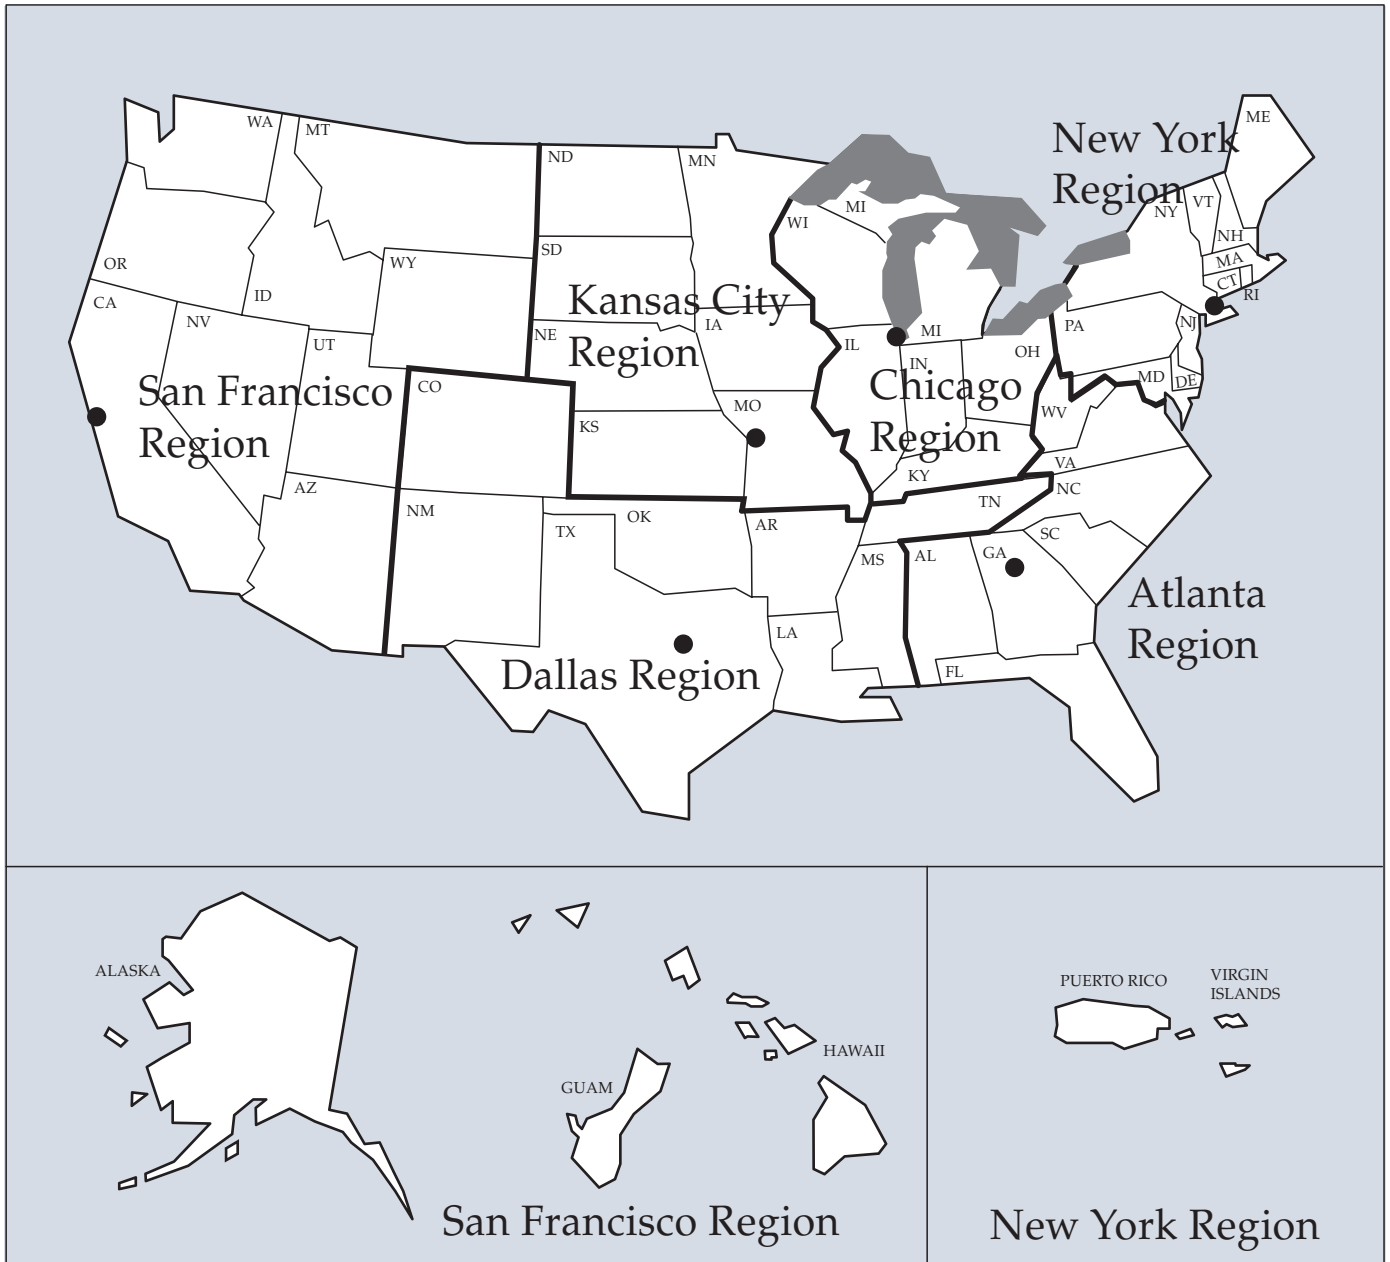 ME
WA
MT
New York
Region
ND
MN
MI
WI
NY
VT
NH
MA
CT
RI
OR
WY
SD
ID
CA
NV
UT
NE
Kansas City
Region
IA
IL
MI
IN
OH
PA
NJ
MD
DE
San Francisco
Region
CO
MO
KS
Chicago
Region
WV
VA
KY
TN
NC
AZ
NM
TX
OK
AR
MS
AL
GA
SC
Atlanta
Region
LA
FL
Dallas Region
ALASKA
GUAM
HAWAII
San Francisco Region
PUERTO RICO
VIRGIN
ISLANDS
New York Region